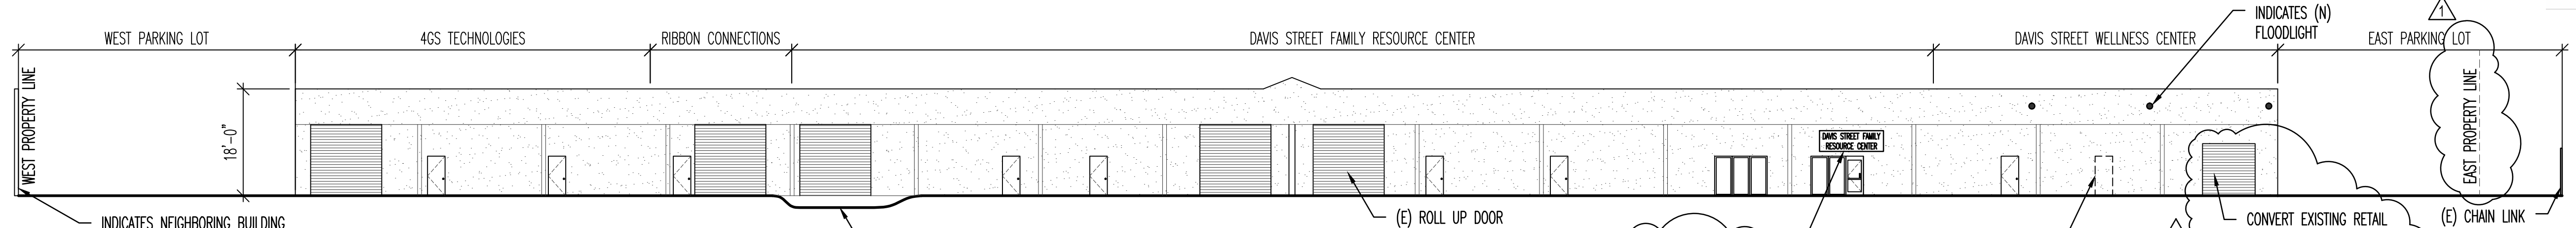 INDICATES (N)
FLOODLIGHT
1
WEST PARKING LOT
4GS TECHNOLOGIES
RIBBON CONNECTIONS
DAVIS STREET FAMILY RESOURCE CENTER
DAVIS STREET WELLNESS CENTER
EAST PARKING LOT
WEST PROPERTY LINE
18'-0"
DAVIS STREET FAMILY
RESOURCE CENTER
EAST PROPERTY LINE
INDICATES NEIGHBORING BUILDING
(E) ROLL UP DOOR
CONVERT EXISTING RETAIL
(E) CHAIN LINK